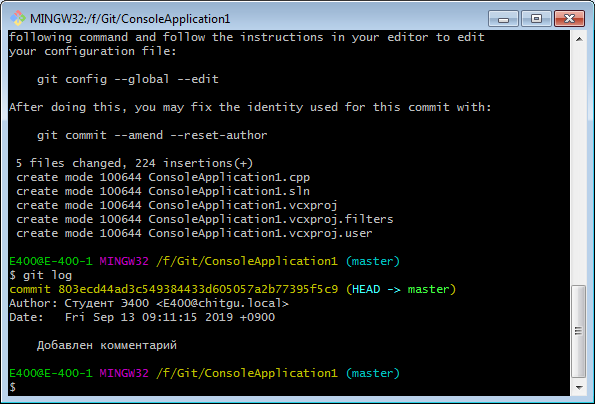 MINGW32:/f/Git/ConsoleApplication1
following command and follow the instructions in your editor to edit
your configuration file:
git config --global --edit
After doing this, you may fix the identity used for this commit with:
git commit --amend --reset-author
5 files changed, 224 insertions(+)
create mode 100644 ConsoleApplication1.cpp
create mode 100644 ConsoleApplication1.sln
create mode 100644 ConsoleApplication1.vcxproj
create mode 100644 ConsoleApplication1.vcxproj.filters
create mode 100644 ConsoleApplication1.vcxproj.user
E400@E-400-1 MINGW32 /f/Git/ConsoleApplication1 (master)
$ git log
commit 803ecd44ad3c549384433d605057a2b77395f5c9 (HEAD -> master)
Author: Студент Э400 <E400@chitgu.local>
Date:   Fri Sep 13 09:11:15 2019 +0900
Добавлен комментарий
E400@E-400-1 MINGW32 /f/Git/ConsoleApplication1 (master)
$